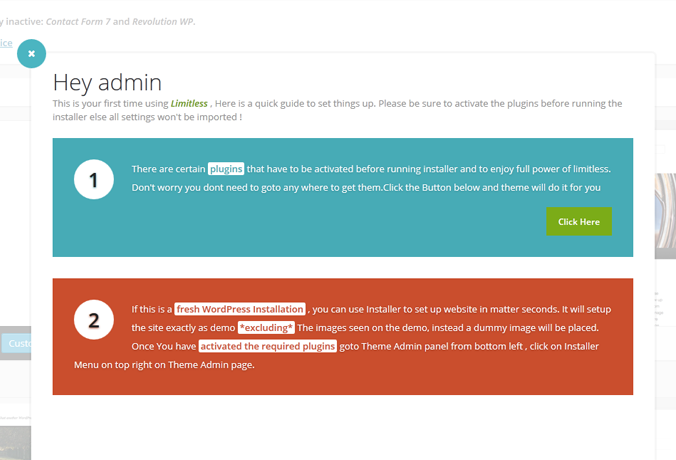 y inactive: Contact Form 7 and Revolution WP.
ice
Hey admin
This is your first time using Limitless , Here is a quick guide to set things up. Please be sure to activate the plugins before running the
installer else all settings won't be imported !
1
There are certain plugins that have to be activated before running installer and to enjoy full power of limitless.
Don't worry you dont need to goto any where to get them.Click the Button below and theme will do it for you
Click Here
2
If this is a fresh WordPress Installation , you can use Installer to set up website in matter seconds. It will setup
the site exactly as demo *excluding* The images seen on the demo, instead a dummy image will be placed.
Once You have activated the required plugins goto Theme Admin panel from bottom left , click on Installer
Menu on top right on Theme Admin page.
Custo